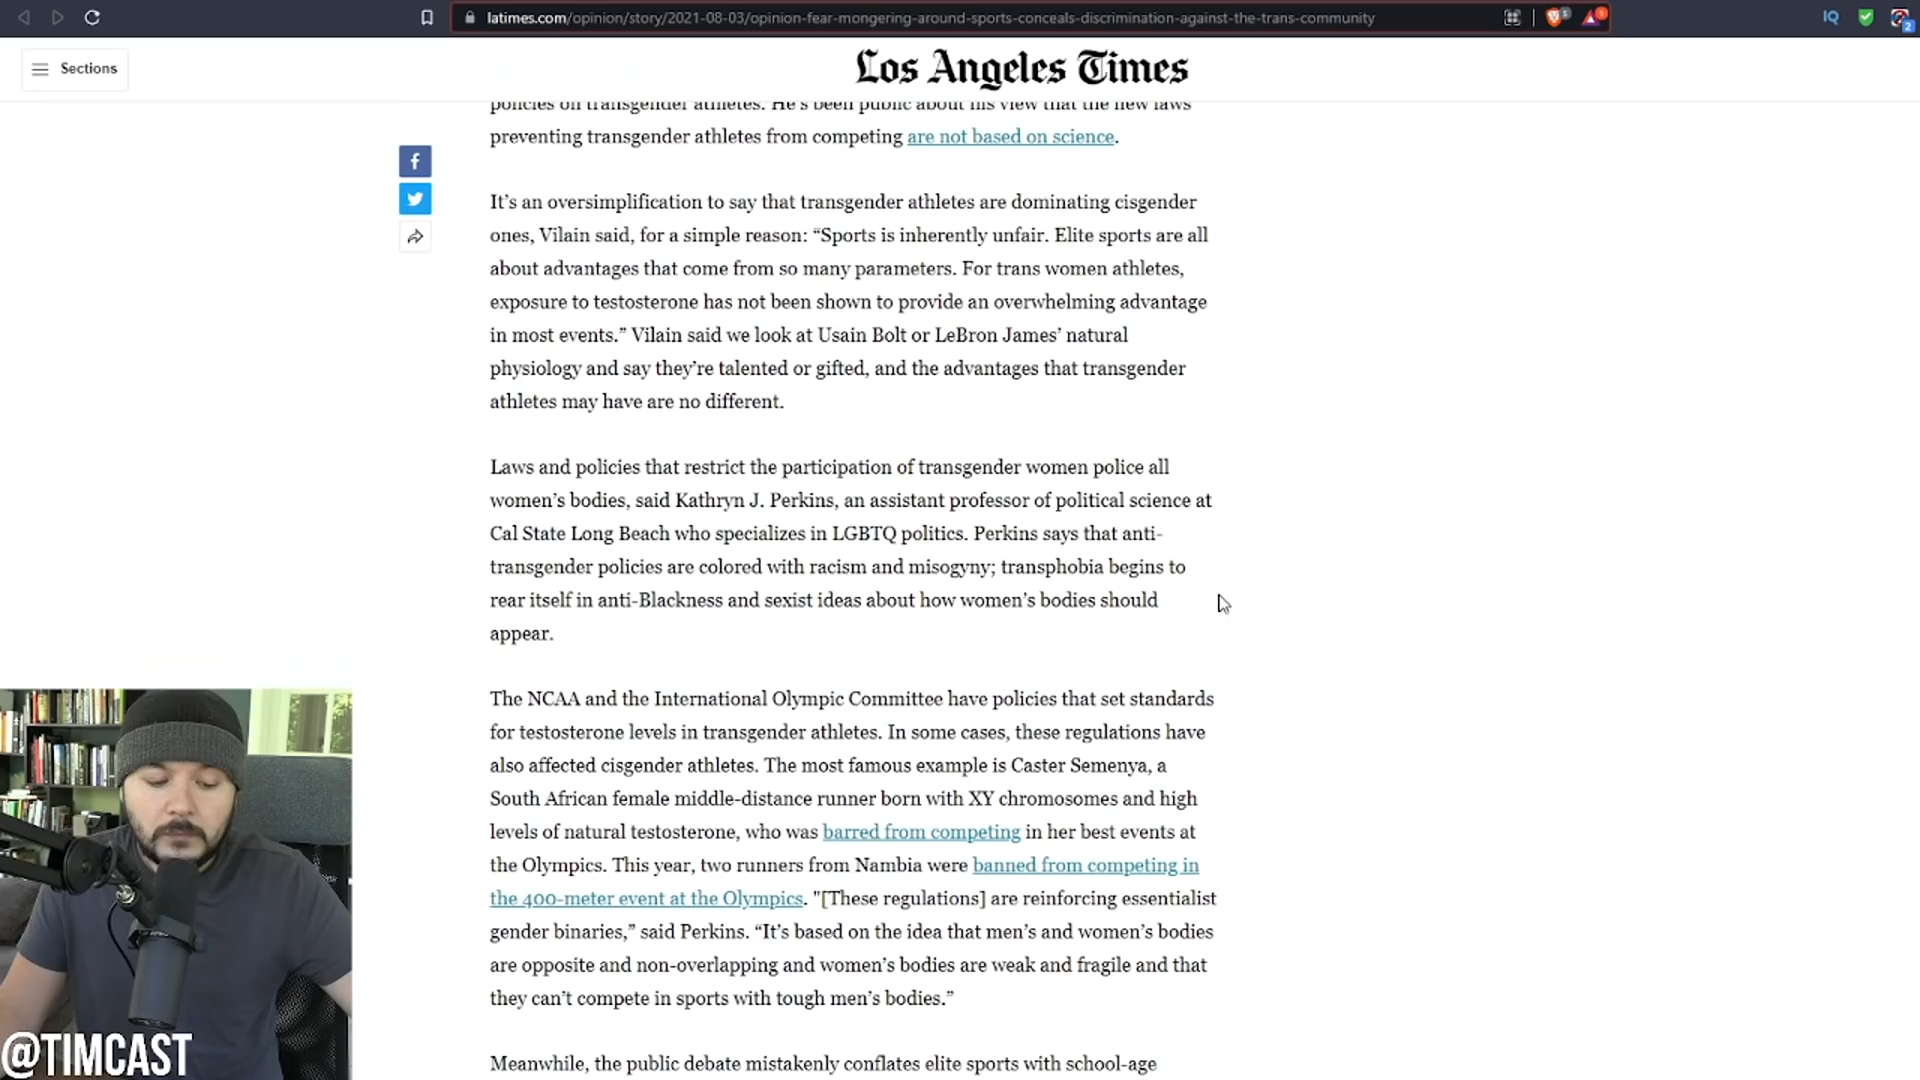 latimes.com/opinion/story/2021-08-03/opinion-fear-mongering-around-sports-conceals-discrimination-against-the-trans-community
IQ
2
Sections
Los Angeles Times
policies on transgender athletes. He's been public about his view that the new laws
preventing transgender athletes from competing are not based on science.
It's an oversimplification to say that transgender athletes are dominating cisgender
ones, Vilain said, for a simple reason: “Sports is inherently unfair. Elite sports are all
about advantages that come from so many parameters. For trans women athletes,
exposure to testosterone has not been shown to provide an overwhelming advantage
in most events.” Vilain said we look at Usain Bolt or LeBron James’ natural
physiology and say they’re talented or gifted, and the advantages that transgender
athletes may have are no different.
Laws and policies that restrict the participation of transgender women police all
women’s bodies, said Kathryn J. Perkins, an assistant professor of political science at
Cal State Long Beach who specializes in LGBTQ politics. Perkins says that anti-
transgender policies are colored with racism and misogyny; transphobia begins to
rear itself in anti-Blackness and sexist ideas about how women’s bodies should
appear.
The NCAA and the International Olympic Committee have policies that set standards
for testosterone levels in transgender athletes. In some cases, these regulations have
also affected cisgender athletes. The most famous example is Caster Semenya, a
South African female middle-distance runner born with XY chromosomes and high
levels of natural testosterone, who was barred from competing in her best events at
the Olympics. This year, two runners from Nambia were banned from competing in
the 400-meter event at the Olympics. "[These regulations] are reinforcing essentialist
gender binaries,” said Perkins. “It’s based on the idea that men’s and women’s bodies
are opposite and non-overlapping and women’s bodies are weak and fragile and that
they can’t compete in sports with tough men’s bodies.”
Meanwhile, the public debate mistakenly conflates elite sports with school-age
@TIMCAST